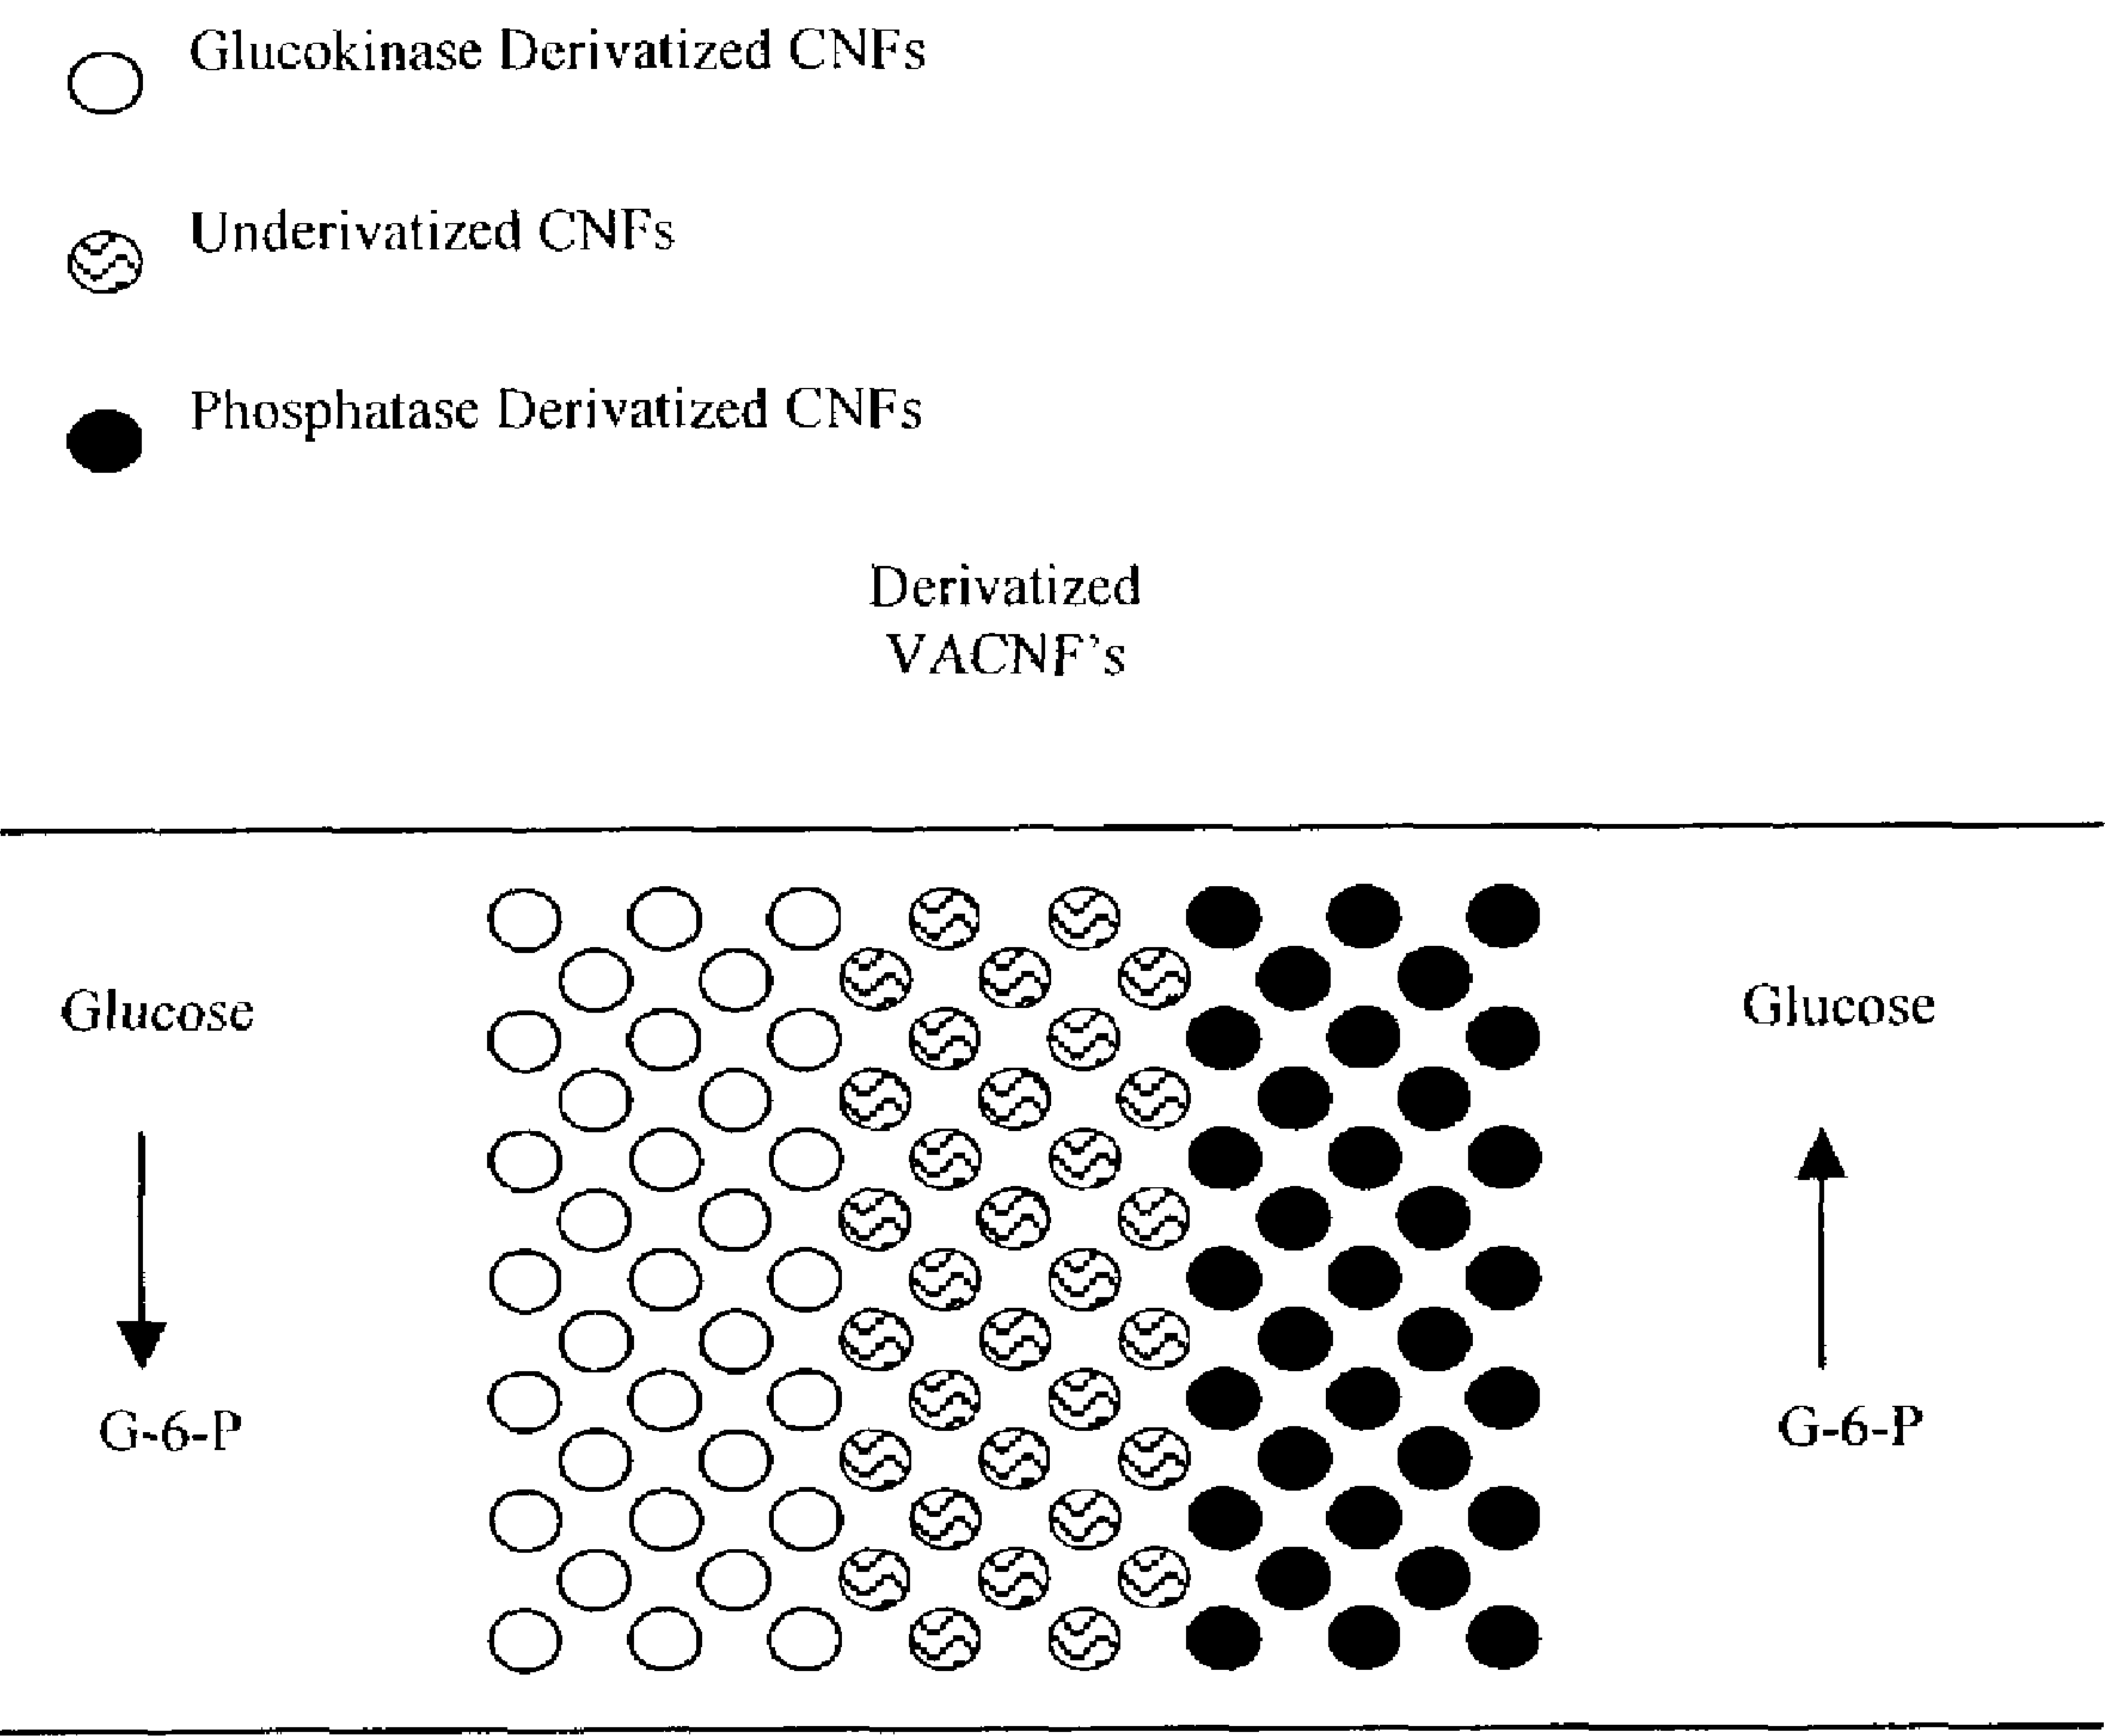 Glucokinase Derivatized CNFs
Underivatized CNFs
Phosphatase Derivatized CNFs
Derivatized
VACNF's
Glucose
Glucose
G-6-P
G-6-P